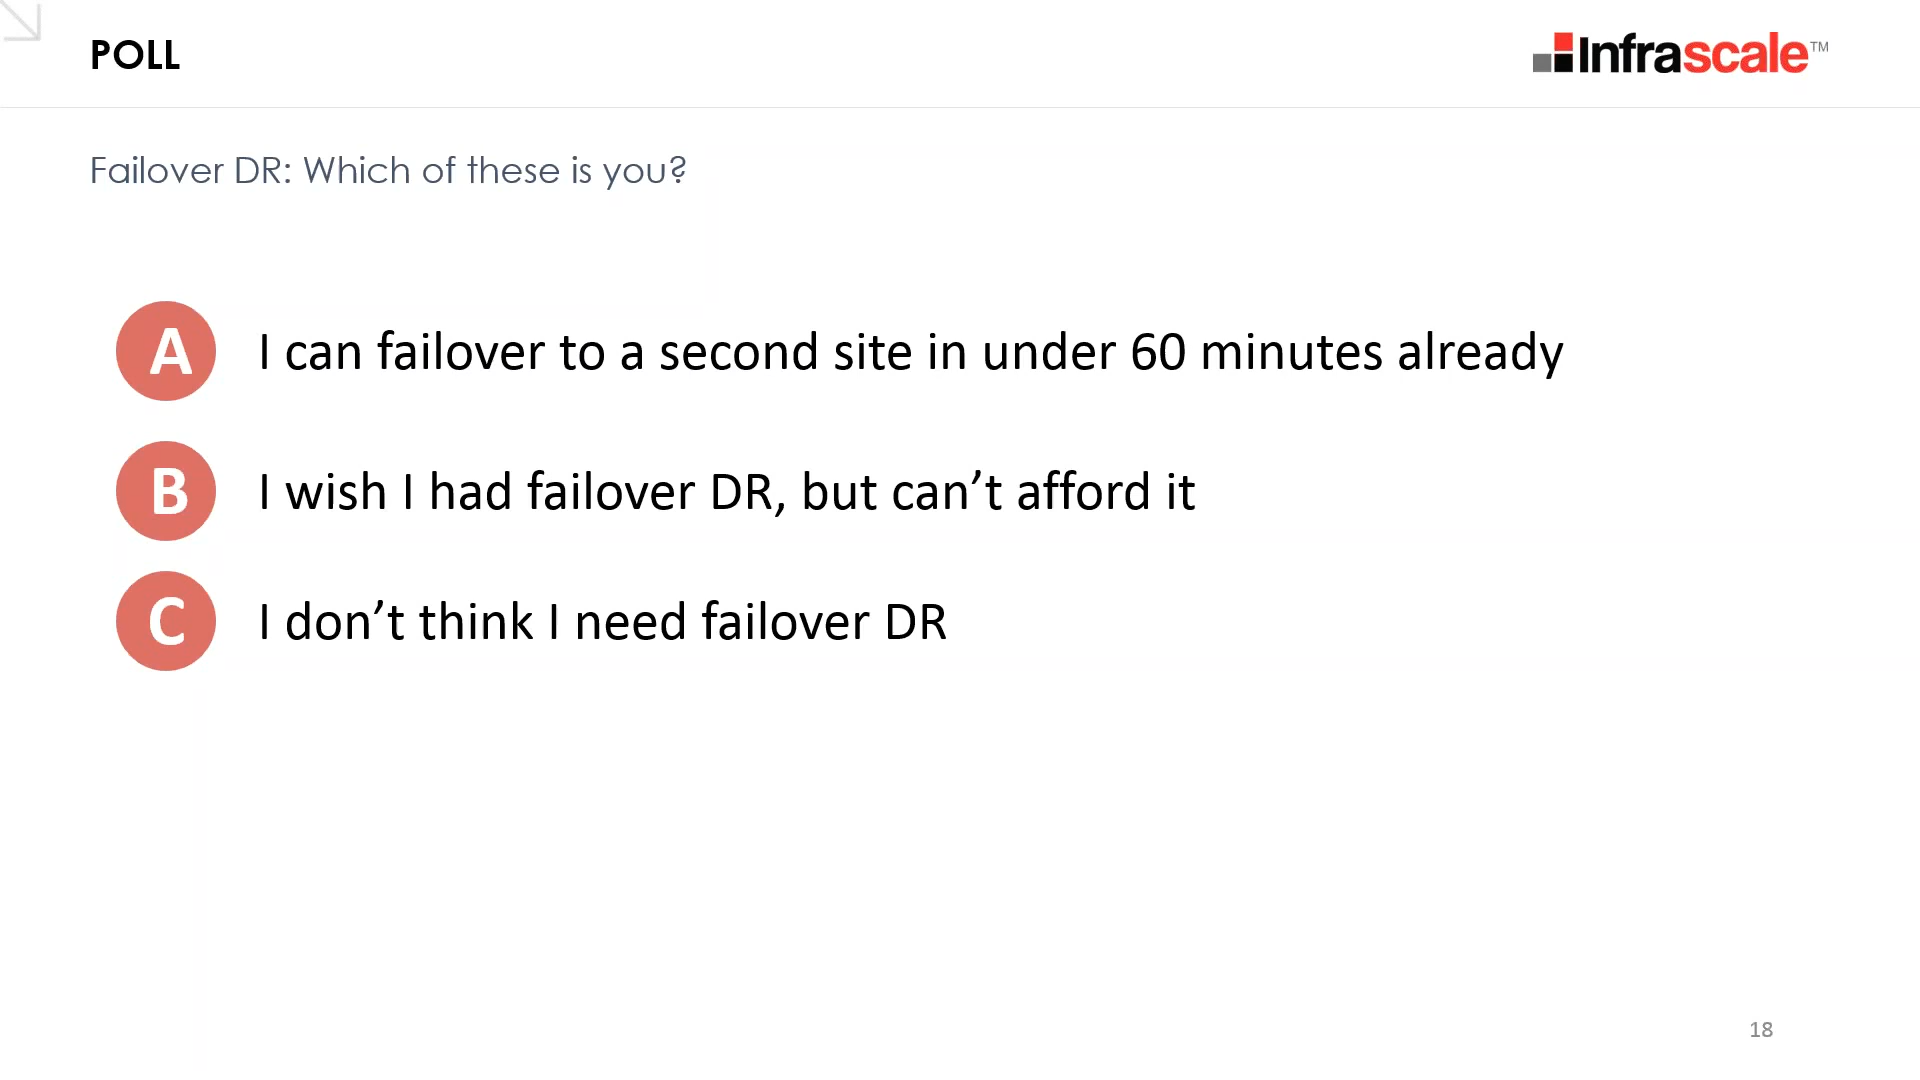 POLL
Infrascale™
Failover DR: Which of these is you?
A I can failover to a second site in under 60 minutes already
B I wish I had failover DR, but can’t afford it
C I don’t think I need failover DR
18